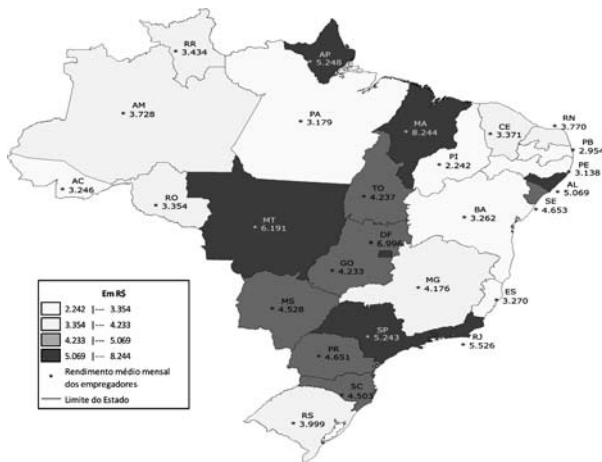 RR
3.434
AP
5.248
AM
3.728
PA
3.179
MA
8.244
CE
3.371
RN
3.770
PB
2.954
PE
3.138
AL
5.069
SE
4.653
PI
2.242
AC
3.246
RO
3.354
TO
4.237
MT
6.191
BA
3.262
DF
6.996
GO
4.233
MG
4.176
ES
3.270
MS
4.528
SP
5.243
RJ
5.526
PR
4.651
SC
4.503
RS
3.999
Em R$
2.242 |--- 3.354
3.354 |--- 4.233
4.233 |--- 5.069
5.069 |--- 8.244
Rendimento médio mensal
dos empregadores
Limite do Estado